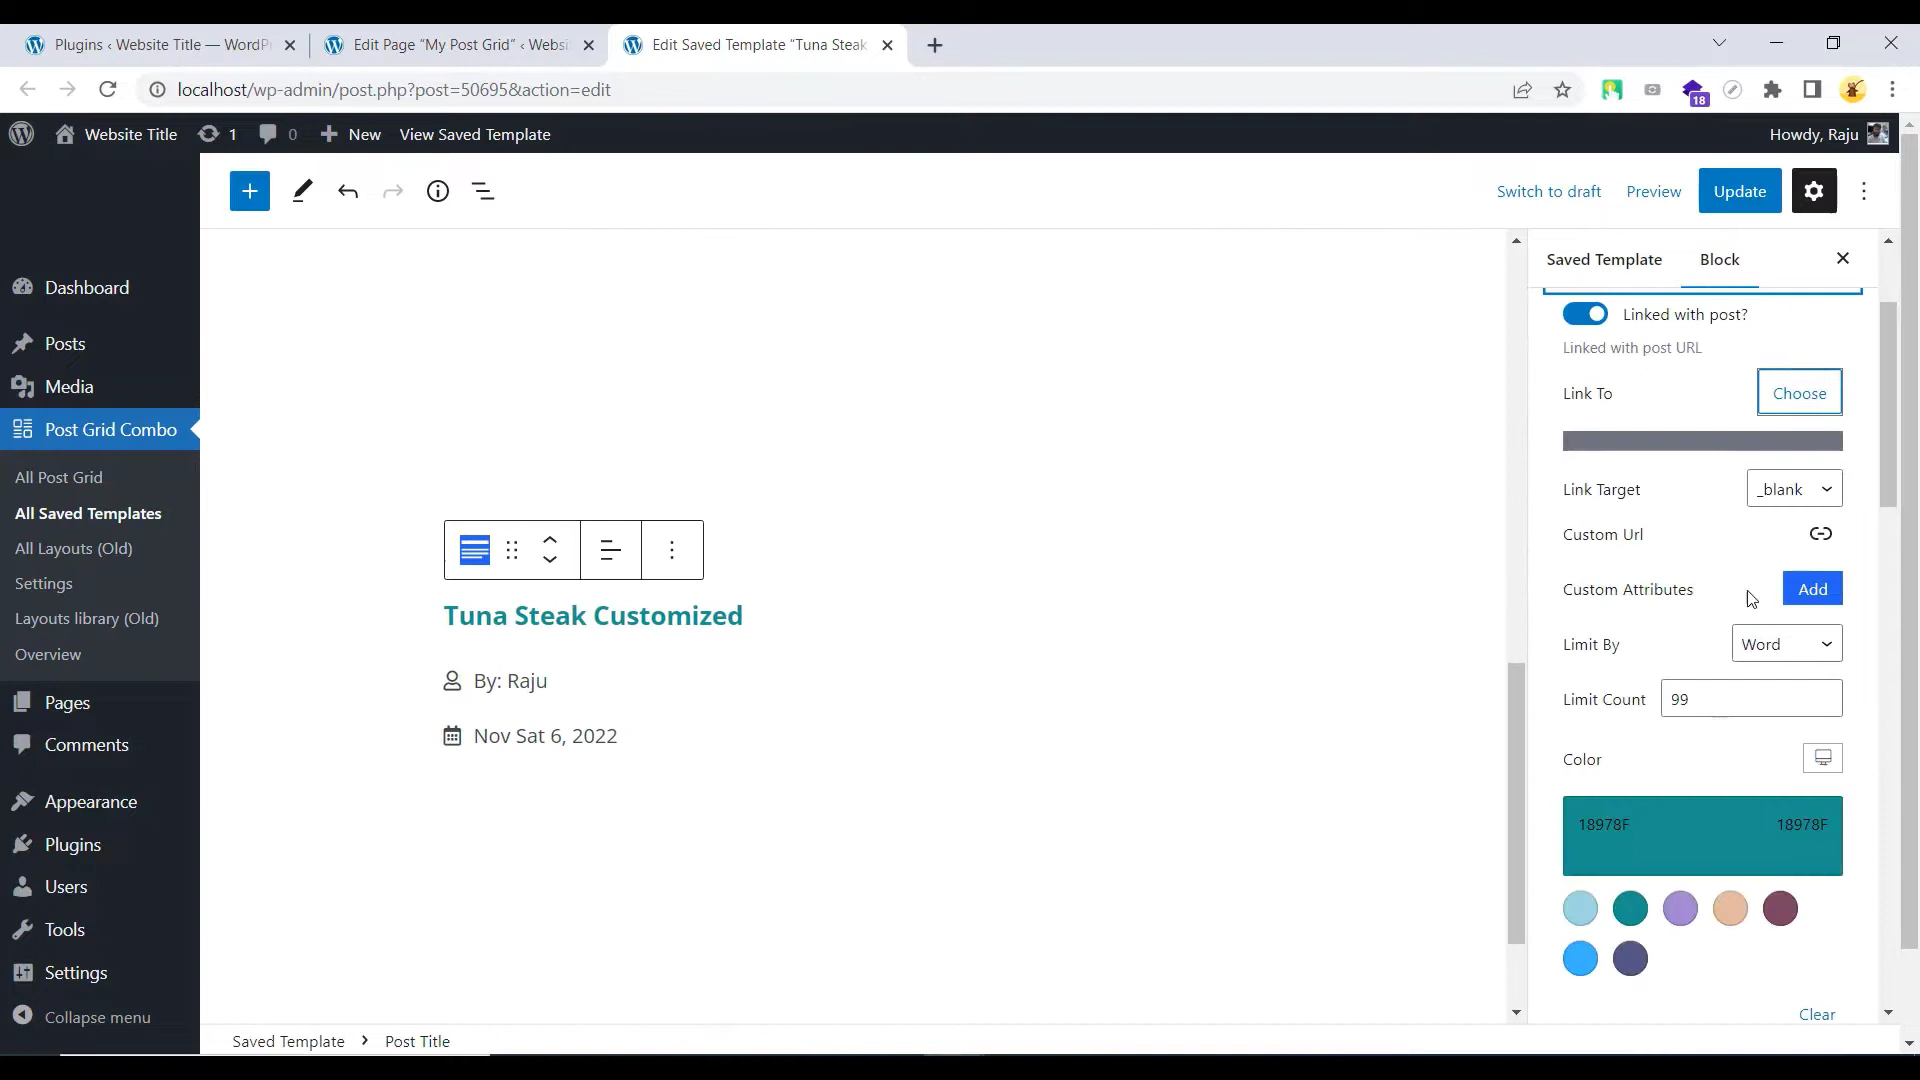 Plugins ‹ Website Title — WordP
Edit Page “My Post Grid” ‹ Websi
Edit Saved Template “Tuna Steak
localhost/wp-admin/post.php?post=50695&action=edit
18
Website Title
1
0
New
View Saved Template
Howdy, Raju
Switch to draft
Preview
Update
Dashboard
Posts
Media
Post Grid Combo
All Post Grid
All Saved Templates
All Layouts (Old)
Settings
Layouts library (Old)
Overview
Pages
Comments
Appearance
Plugins
Users
Tools
Settings
Collapse menu
Tuna Steak Customized
By: Raju
Nov Sat 6, 2022
Saved Template
Block
Linked with post?
Linked with post URL
Link To
Choose
Link Target
_blank
Custom Url
Custom Attributes
Add
Limit By
Word
Limit Count
99
Color
18978F
18978F
Clear
Saved Template
Post Title